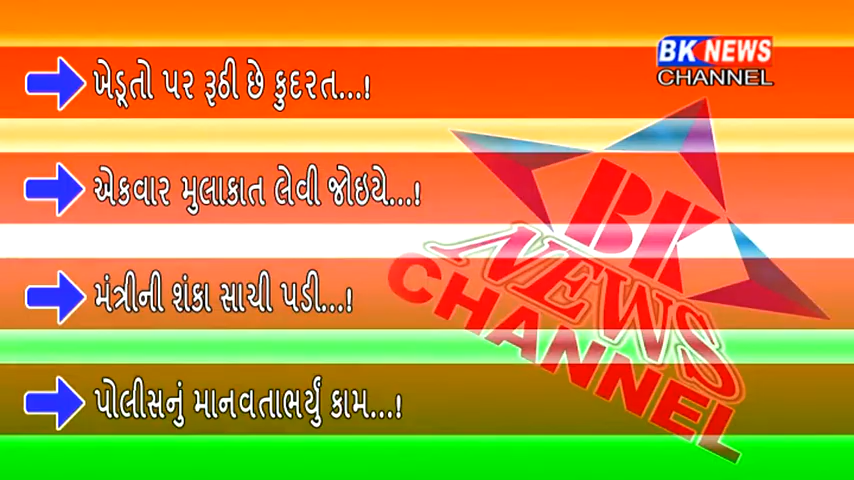 BK NEWS
CHANNEL
ખેડૂતો પર રૂઠી છે કુદરત...!
એકવાર મુલાકાત લેવી જોઇયે...!
મંત્રીની શંકા સાચી પડી...!
પોલીસનું માનવતાભર્યું કામ...!
BK
NEWS
CHANNEL